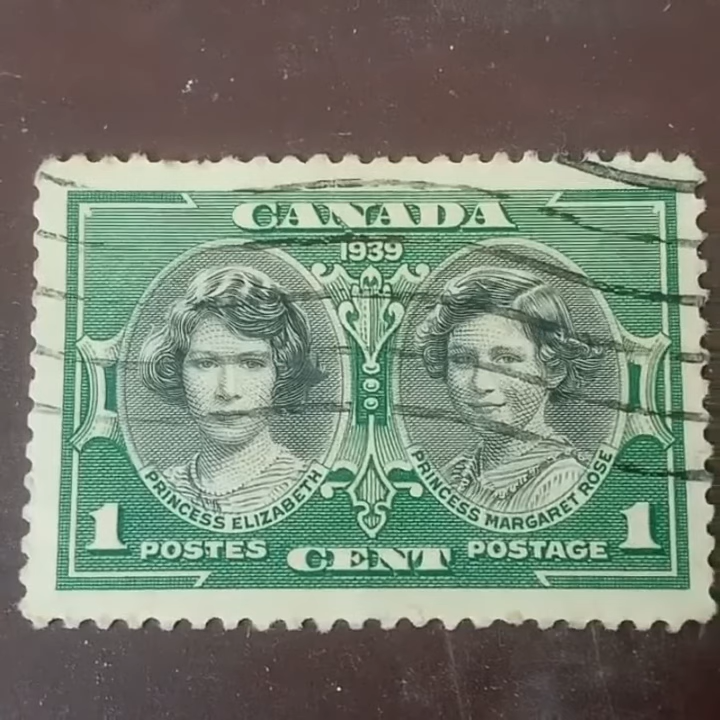 CANADA
1939
PRINCESS ELIZABETH
PRINCESS MARGARET ROSE
1 POSTES CENT POSTAGE 1